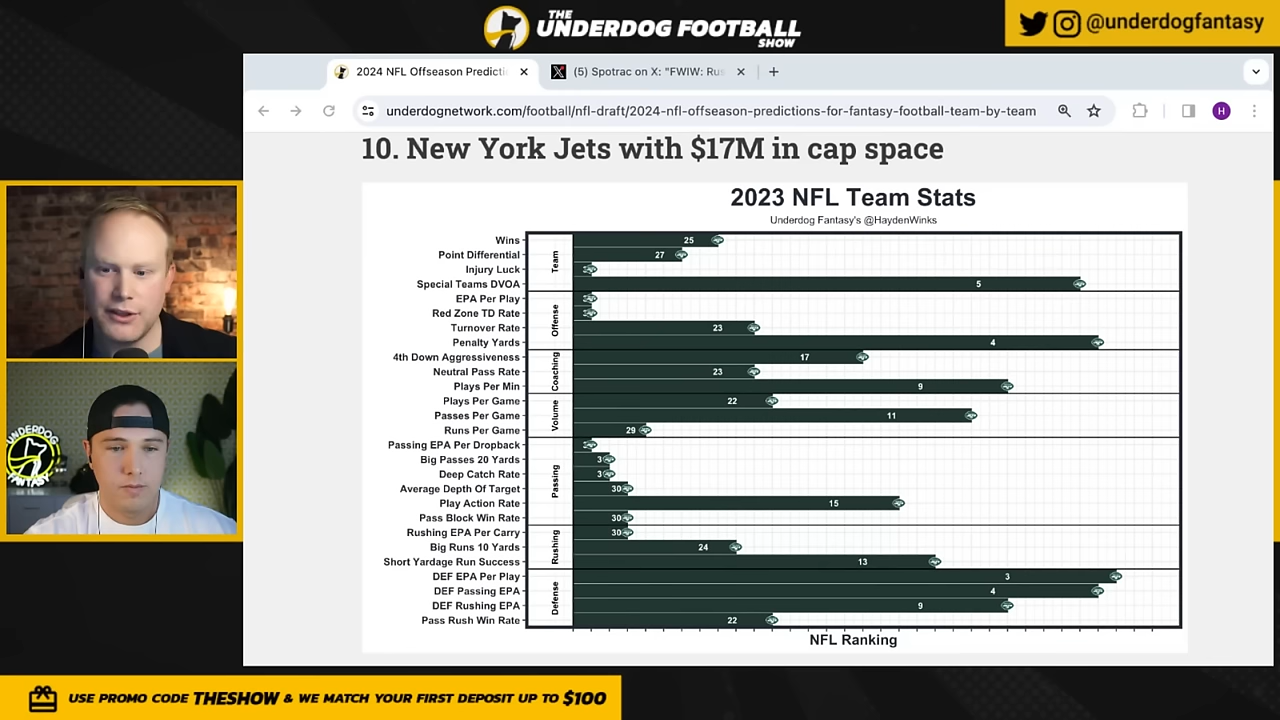 THE
UNDERDOG FOOTBALL
SHOW
@underdogfantasy
2024 NFL Offseason Predicti
(5) Spotrac on X: "FWIW: Rus
underdognetwork.com/football/nfl-draft/2024-nfl-offseason-predictions-for-fantasy-football-team-by-team
H
10. New York Jets with $17M in cap space
2023 NFL Team Stats
Underdog Fantasy's @HaydenWinks
Team
Wins 25
Point Differential 27
Injury Luck
Special Teams DVOA 5
Offense
EPA Per Play
Red Zone TD Rate
Turnover Rate 23
Penalty Yards 4
Coaching
4th Down Aggressiveness 17
Neutral Pass Rate 23
Plays Per Min 9
Volume
Plays Per Game 22
Passes Per Game 11
Runs Per Game 29
Passing
Passing EPA Per Dropback
Big Passes 20 Yards
Deep Catch Rate
Average Depth Of Target 30
Play Action Rate 15
Pass Block Win Rate 30
Rushing
Rushing EPA Per Carry 30
Big Runs 10 Yards 24
Short Yardage Run Success 13
Defense
DEF EPA Per Play 3
DEF Passing EPA 4
DEF Rushing EPA 9
Pass Rush Win Rate 22
NFL Ranking
UNDERDOG
FANTASY
USE PROMO CODE THESHOW & WE MATCH YOUR FIRST DEPOSIT UP TO $100